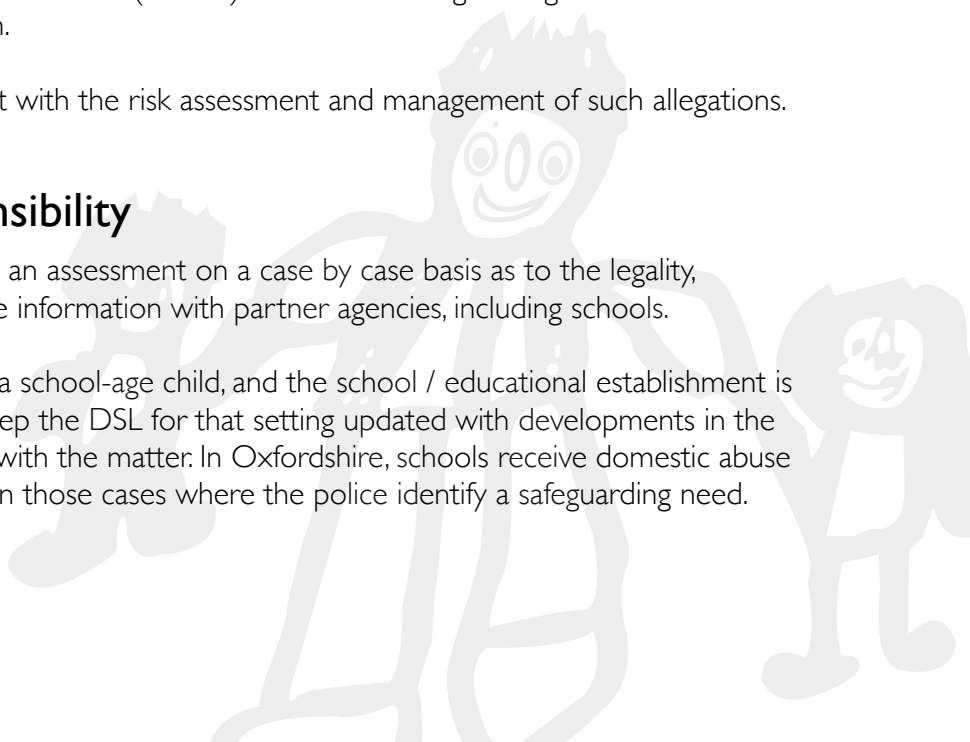 n.
t with the risk assessment and management of such allegations.
nsibility
an assessment on a case by case basis as to the legality,
e information with partner agencies, including schools.
a school-age child, and the school / educational establishment is
ep the DSL for that setting updated with developments in the
with the matter. In Oxfordshire, schools receive domestic abuse
n those cases where the police identify a safeguarding need.